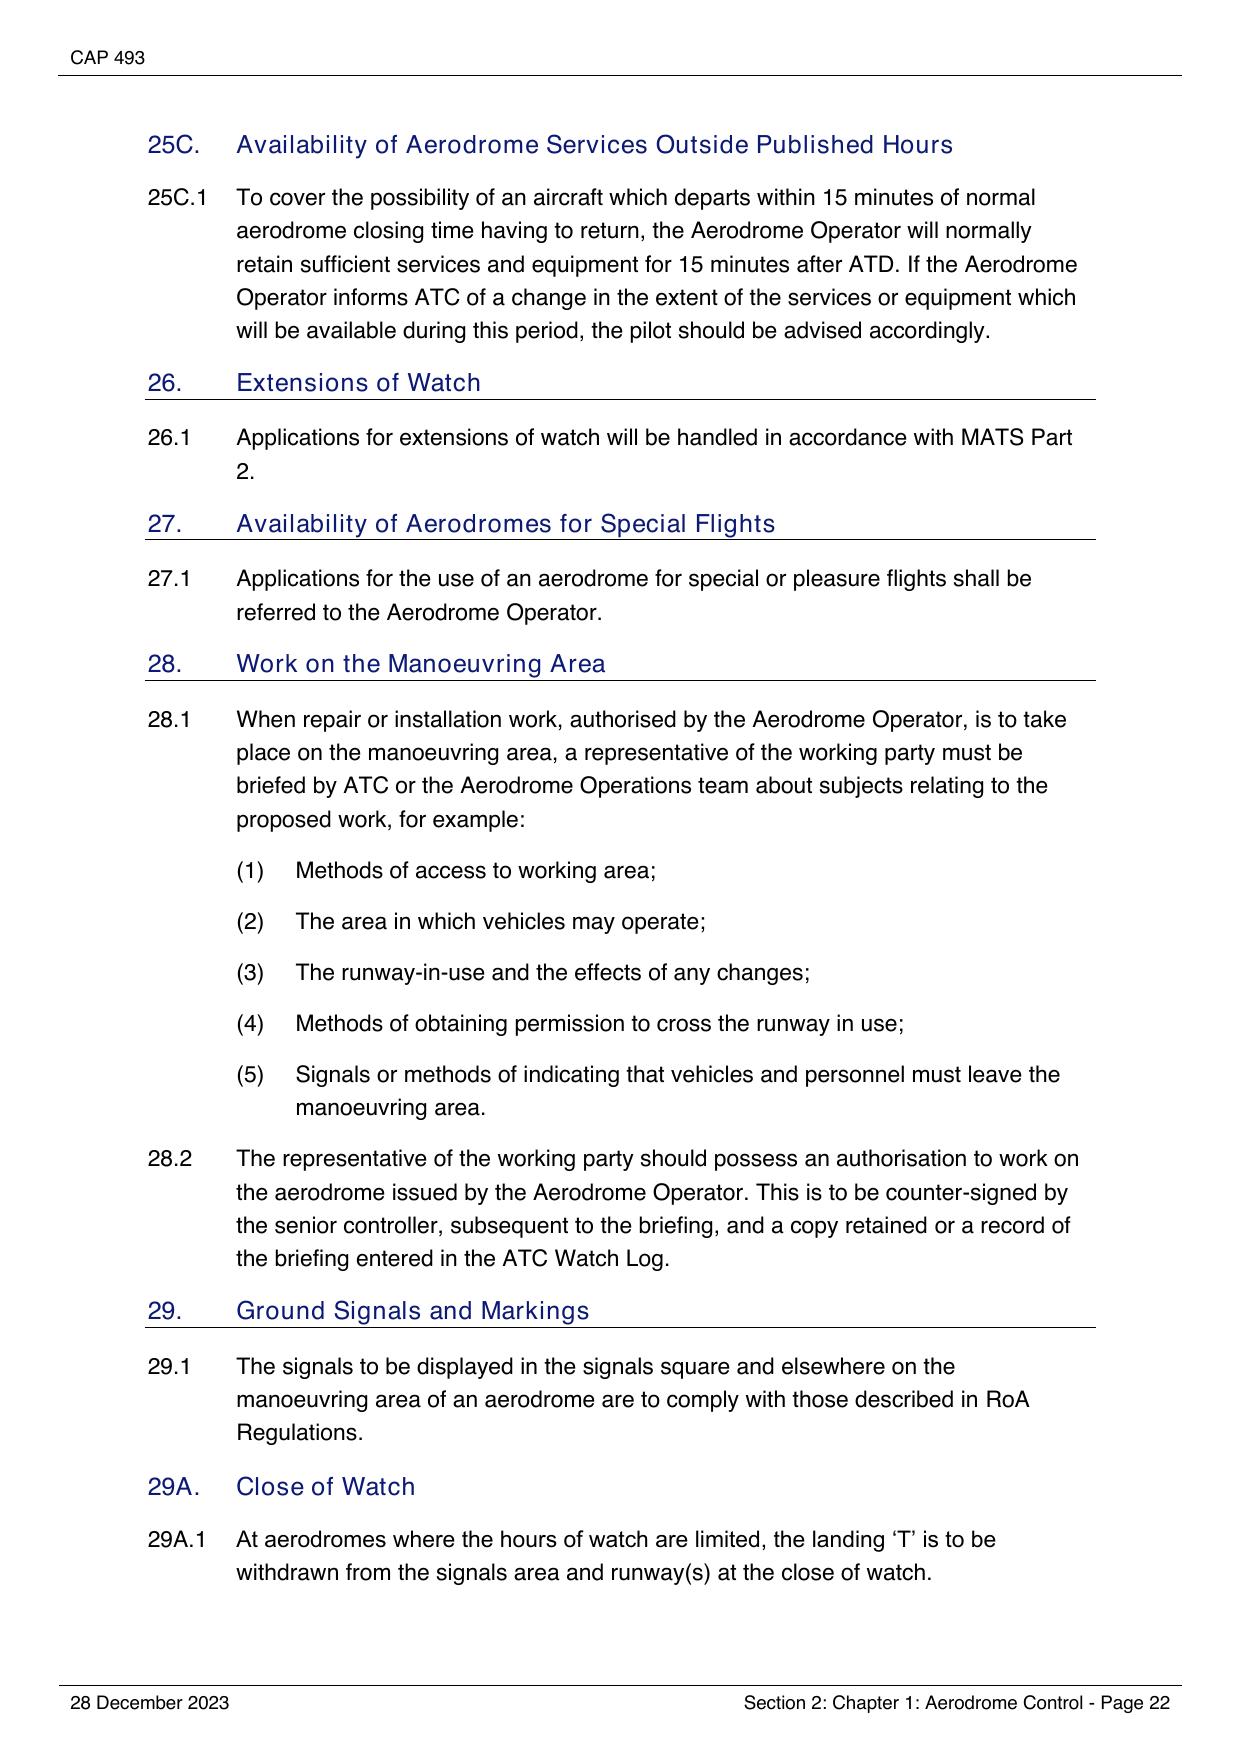 CAP 493
25C. Availability of Aerodrome Services Outside Published Hours
25C.1 To cover the possibility of an aircraft which departs within 15 minutes of normal
aerodrome closing time having to return, the Aerodrome Operator will normally
retain sufficient services and equipment for 15 minutes after ATD. If the Aerodrome
Operator informs ATC of a change in the extent of the services or equipment which
will be available during this period, the pilot should be advised accordingly.
26. Extensions of Watch
26.1 Applications for extensions of watch will be handled in accordance with MATS Part
2.
27. Availability of Aerodromes for Special Flights
27.1 Applications for the use of an aerodrome for special or pleasure flights shall be
referred to the Aerodrome Operator.
28. Work on the Manoeuvring Area
28.1 When repair or installation work, authorised by the Aerodrome Operator, is to take
place on the manoeuvring area, a representative of the working party must be
briefed by ATC or the Aerodrome Operations team about subjects relating to the
proposed work, for example:
(1) Methods of access to working area;
(2) The area in which vehicles may operate;
(3) The runway-in-use and the effects of any changes;
(4) Methods of obtaining permission to cross the runway in use;
(5) Signals or methods of indicating that vehicles and personnel must leave the
manoeuvring area.
28.2 The representative of the working party should possess an authorisation to work on
the aerodrome issued by the Aerodrome Operator. This is to be counter-signed by
the senior controller, subsequent to the briefing, and a copy retained or a record of
the briefing entered in the ATC Watch Log.
29. Ground Signals and Markings
29.1 The signals to be displayed in the signals square and elsewhere on the
manoeuvring area of an aerodrome are to comply with those described in RoA
Regulations.
29A. Close of Watch
29A.1 At aerodromes where the hours of watch are limited, the landing ‘T’ is to be
withdrawn from the signals area and runway(s) at the close of watch.
28 December 2023 Section 2: Chapter 1: Aerodrome Control - Page 22